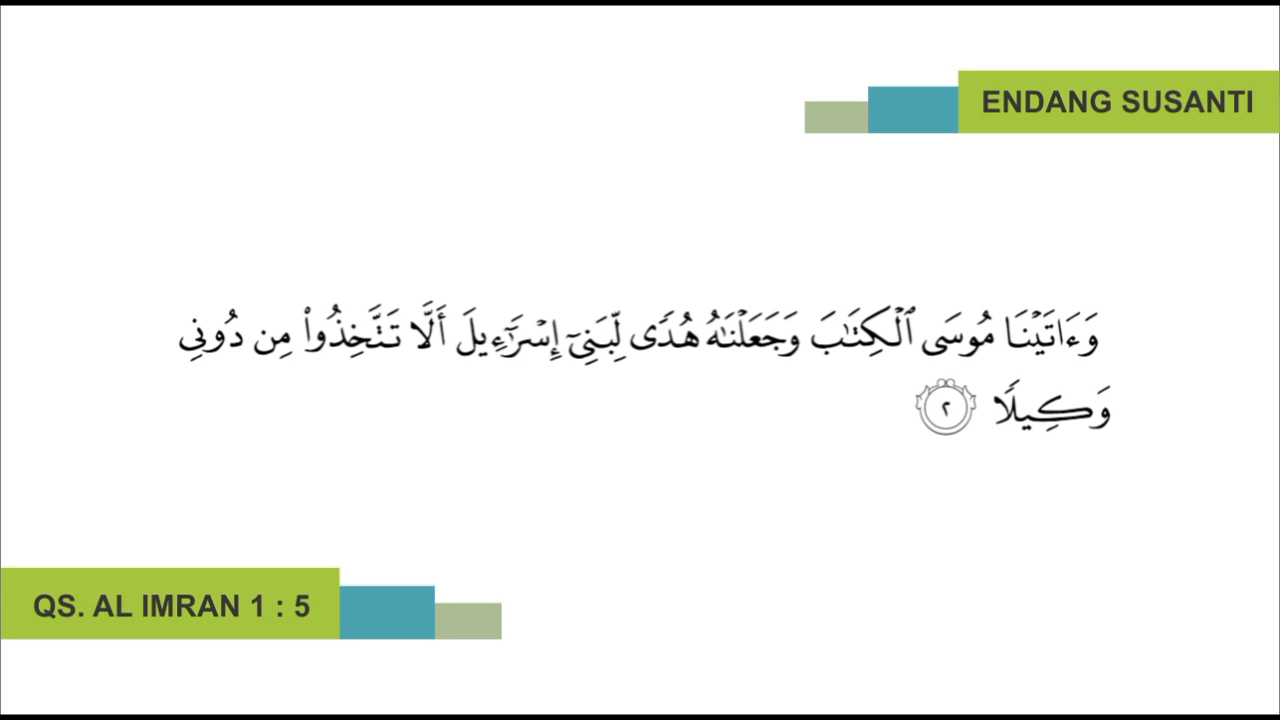 ENDANG SUSANTI
وَءَاتَيْنَا مُوسَى ٱلْكِتَٰبَ وَجَعَلْنَٰهُ هُدًى لِّبَنِىٓ إِسْرَٰٓءِيلَ أَلَّا تَتَّخِذُوا۟ مِن دُونِى
وَكِيلًا ٢
QS. AL IMRAN 1 : 5